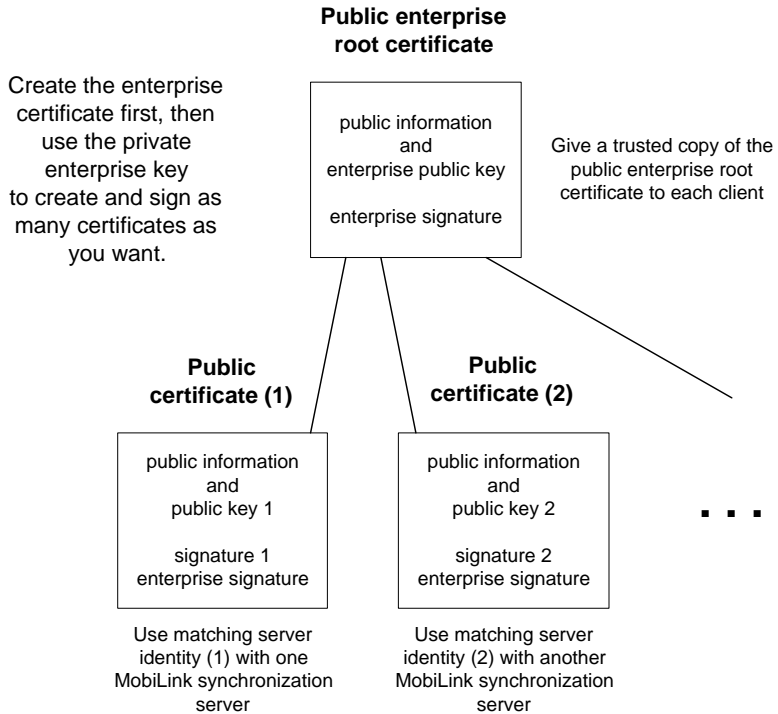 Public enterprise
root certificate
Create the enterprise
certificate first, then
use the private
enterprise key
to create and sign as
many certificates as
you want.
public information
and
enterprise public key
enterprise signature
Give a trusted copy of the
public enterprise root
certificate to each client
Public
certificate (1)
public information
and
public key 1
signature 1
enterprise signature
Use matching server
identity (1) with one
MobiLink synchronization
server
Public
certificate (2)
public information
and
public key 2
signature 2
enterprise signature
Use matching server
identity (2) with another
MobiLink synchronization
server
. . .